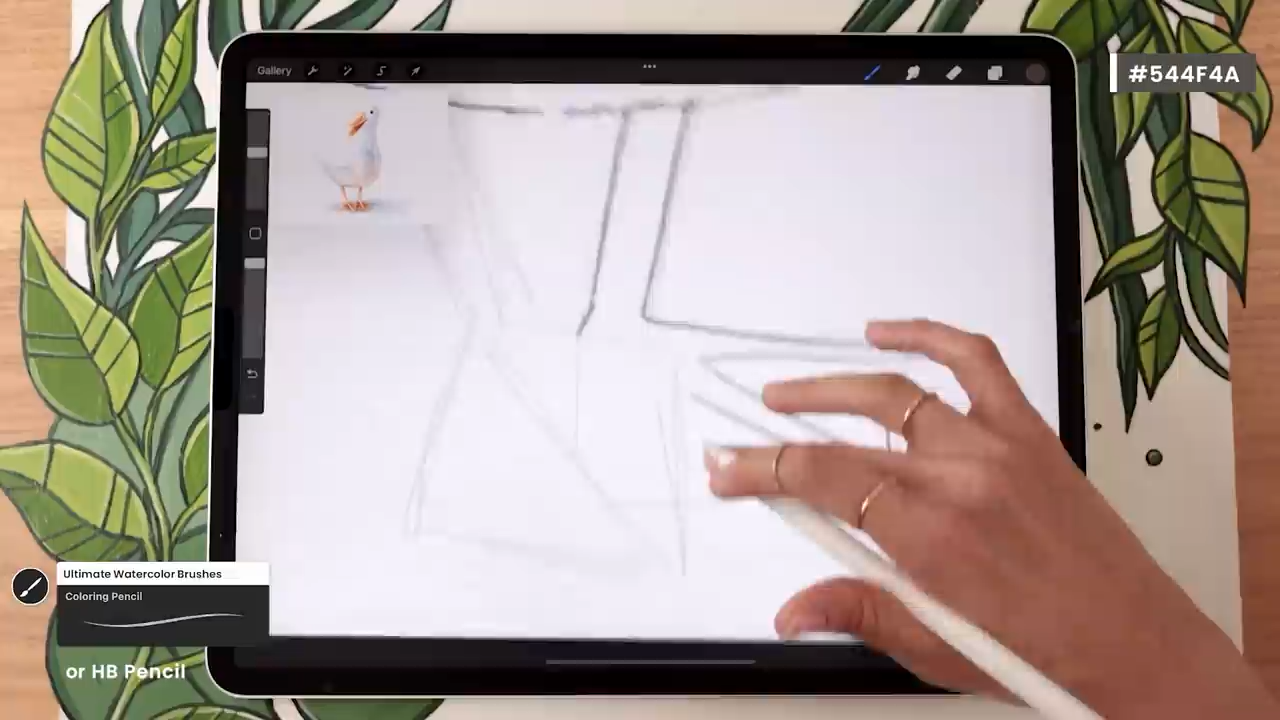 Gallery
#544F4A
Ultimate Watercolor Brushes
Coloring Pencil
or HB Pencil